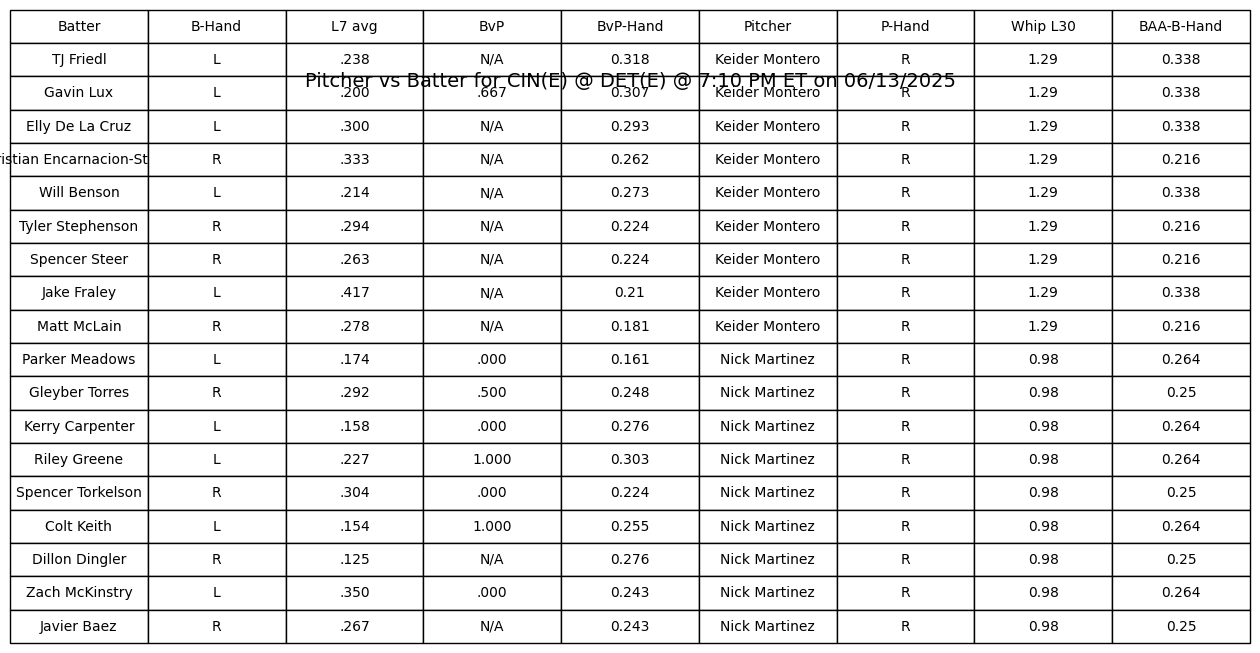 Batter B-Hand L7 avg BvP BvP-Hand Pitcher P-Hand Whip L30 BAA-B-Hand
TJ Friedl L .238 N/A 0.318 Keider Montero R 1.29 0.338
Pitcher vs Batter for CIN(E) @ DET(E) @ 7:10 PM ET on 06/13/2025
Gavin Lux L .200 .667 0.307 Keider Montero R 1.29 0.338
Elly De La Cruz L .300 N/A 0.293 Keider Montero R 1.29 0.338
istian Encarnacion-St R .333 N/A 0.262 Keider Montero R 1.29 0.216
Will Benson L .214 N/A 0.273 Keider Montero R 1.29 0.338
Tyler Stephenson R .294 N/A 0.224 Keider Montero R 1.29 0.216
Spencer Steer R .263 N/A 0.224 Keider Montero R 1.29 0.216
Jake Fraley L .417 N/A 0.21 Keider Montero R 1.29 0.338
Matt McLain R .278 N/A 0.181 Keider Montero R 1.29 0.216
Parker Meadows L .174 .000 0.161 Nick Martinez R 0.98 0.264
Gleyber Torres R .292 .500 0.248 Nick Martinez R 0.98 0.25
Kerry Carpenter L .158 .000 0.276 Nick Martinez R 0.98 0.264
Riley Greene L .227 1.000 0.303 Nick Martinez R 0.98 0.264
Spencer Torkelson R .304 .000 0.224 Nick Martinez R 0.98 0.25
Colt Keith L .154 1.000 0.255 Nick Martinez R 0.98 0.264
Dillon Dingler R .125 N/A 0.276 Nick Martinez R 0.98 0.25
Zach McKinstry L .350 .000 0.243 Nick Martinez R 0.98 0.264
Javier Baez R .267 N/A 0.243 Nick Martinez R 0.98 0.25